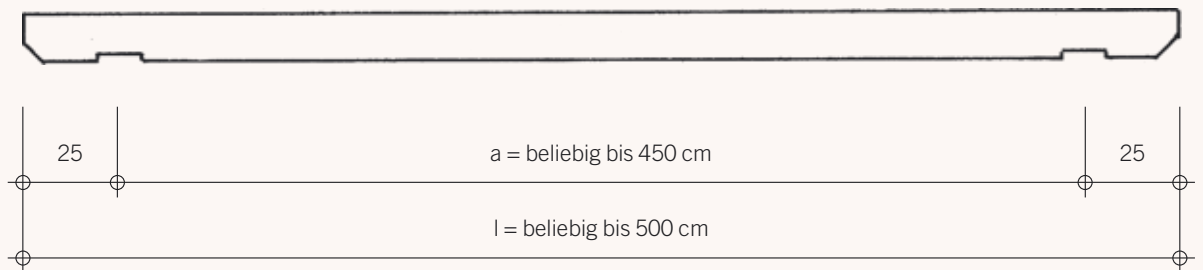 25 a = beliebig bis 450 cm 25
l = beliebig bis 500 cm